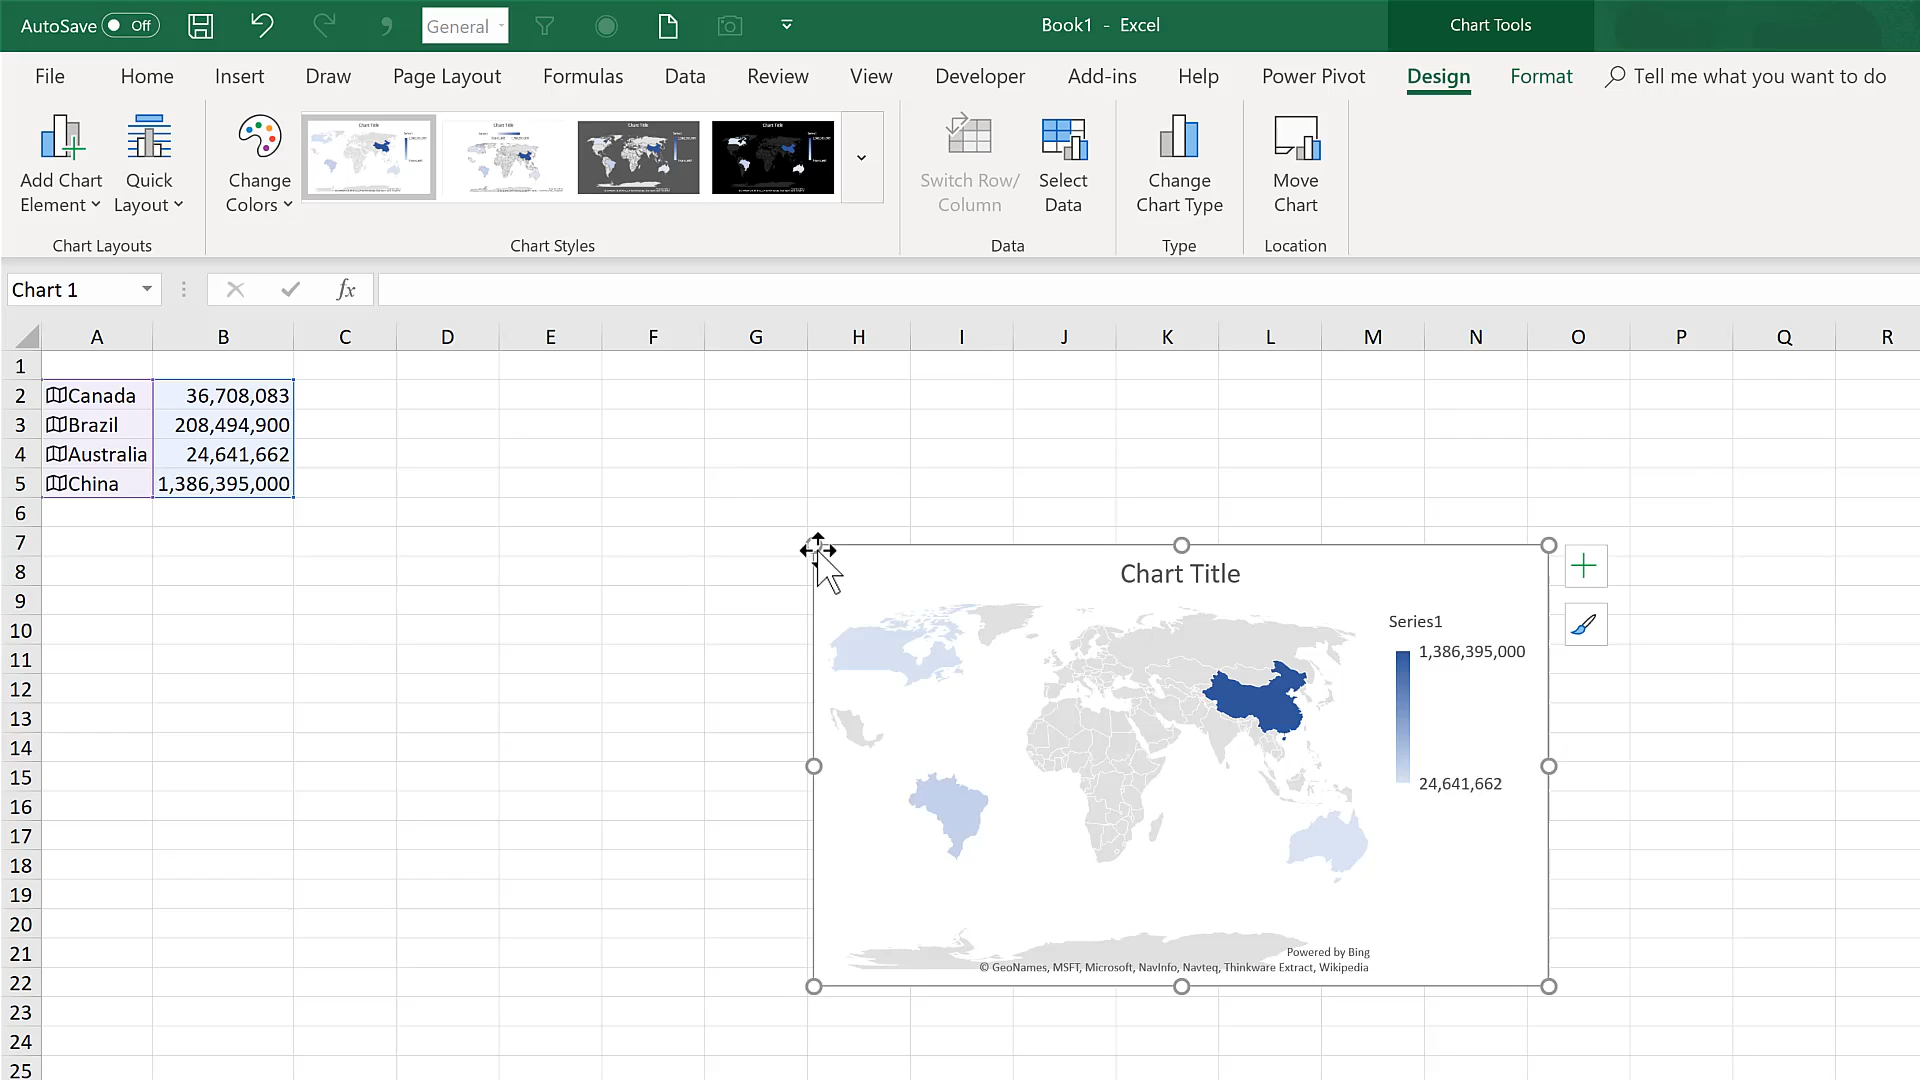 AutoSave Off General Book1 - Excel Chart Tools
File Home Insert Draw Page Layout Formulas Data Review View Developer Add-ins Help Power Pivot Design Format Tell me what you want to do
Add Chart Element
Quick Layout
Change Colors
Switch Row/ Column
Select Data
Change Chart Type
Move Chart
Chart Layouts Chart Styles Data Type Location
Chart 1 fx
A B C D E F G H I J K L M N O P Q R
1
2 Canada 36,708,083
3 Brazil 208,494,900
4 Australia 24,641,662
5 China 1,386,395,000
6
7
8
9
10
11
12
13
14
15
16
17
18
19
20
21
22
23
24
25
Chart Title
Series1
1,386,395,000
24,641,662
Powered by Bing
© GeoNames, MSFT, Microsoft, NavInfo, Navteq, Thinkware Extract, Wikipedia